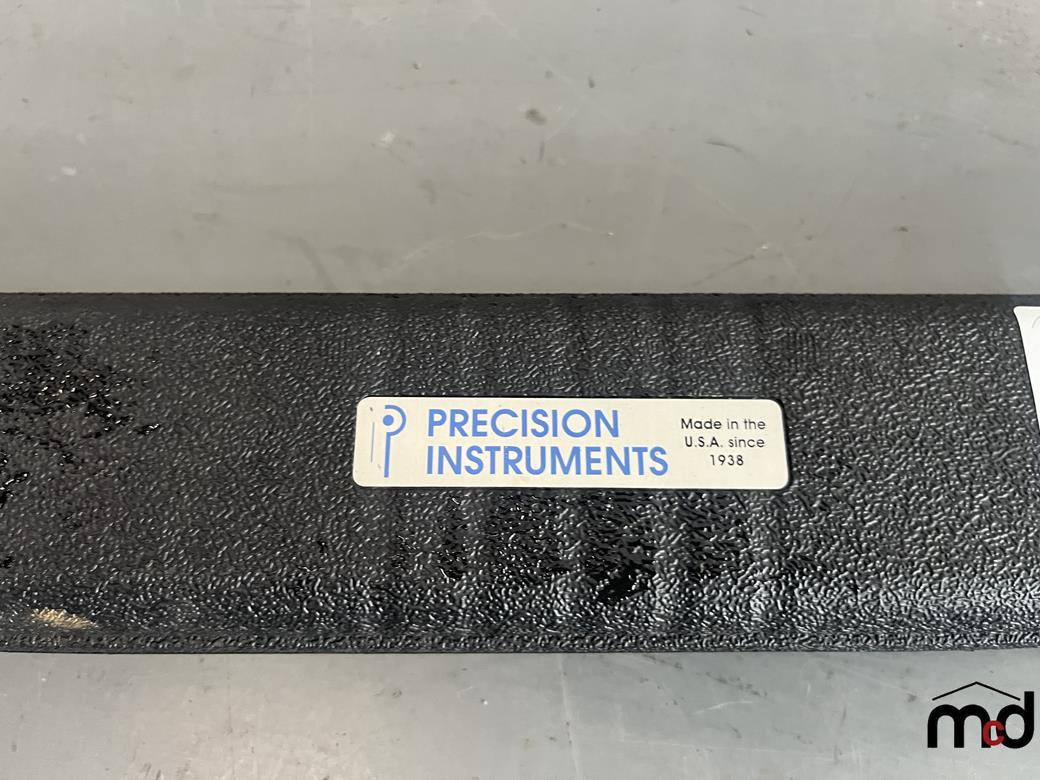 PRECISION
INSTRUMENTS
Made in the
U.S.A. since
1938
mcd